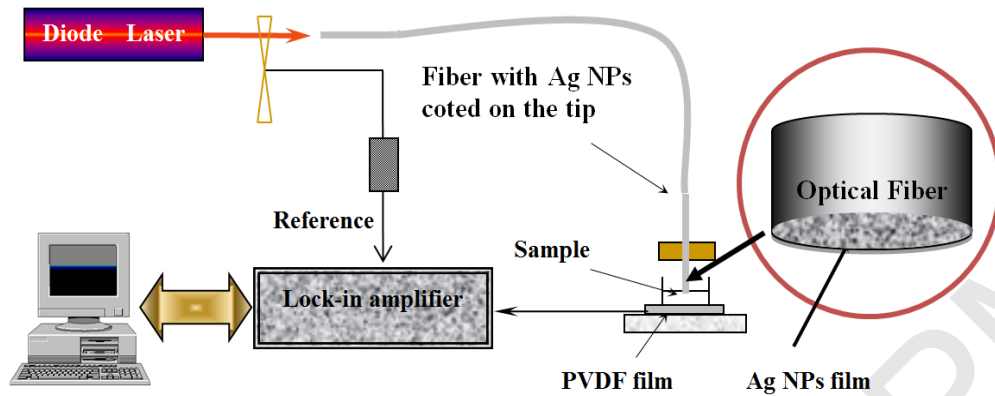 Diode Laser
Fiber with Ag NPs
coted on the tip
Optical Fiber
Reference
Sample
Lock-in amplifier
PVDF film
Ag NPs film